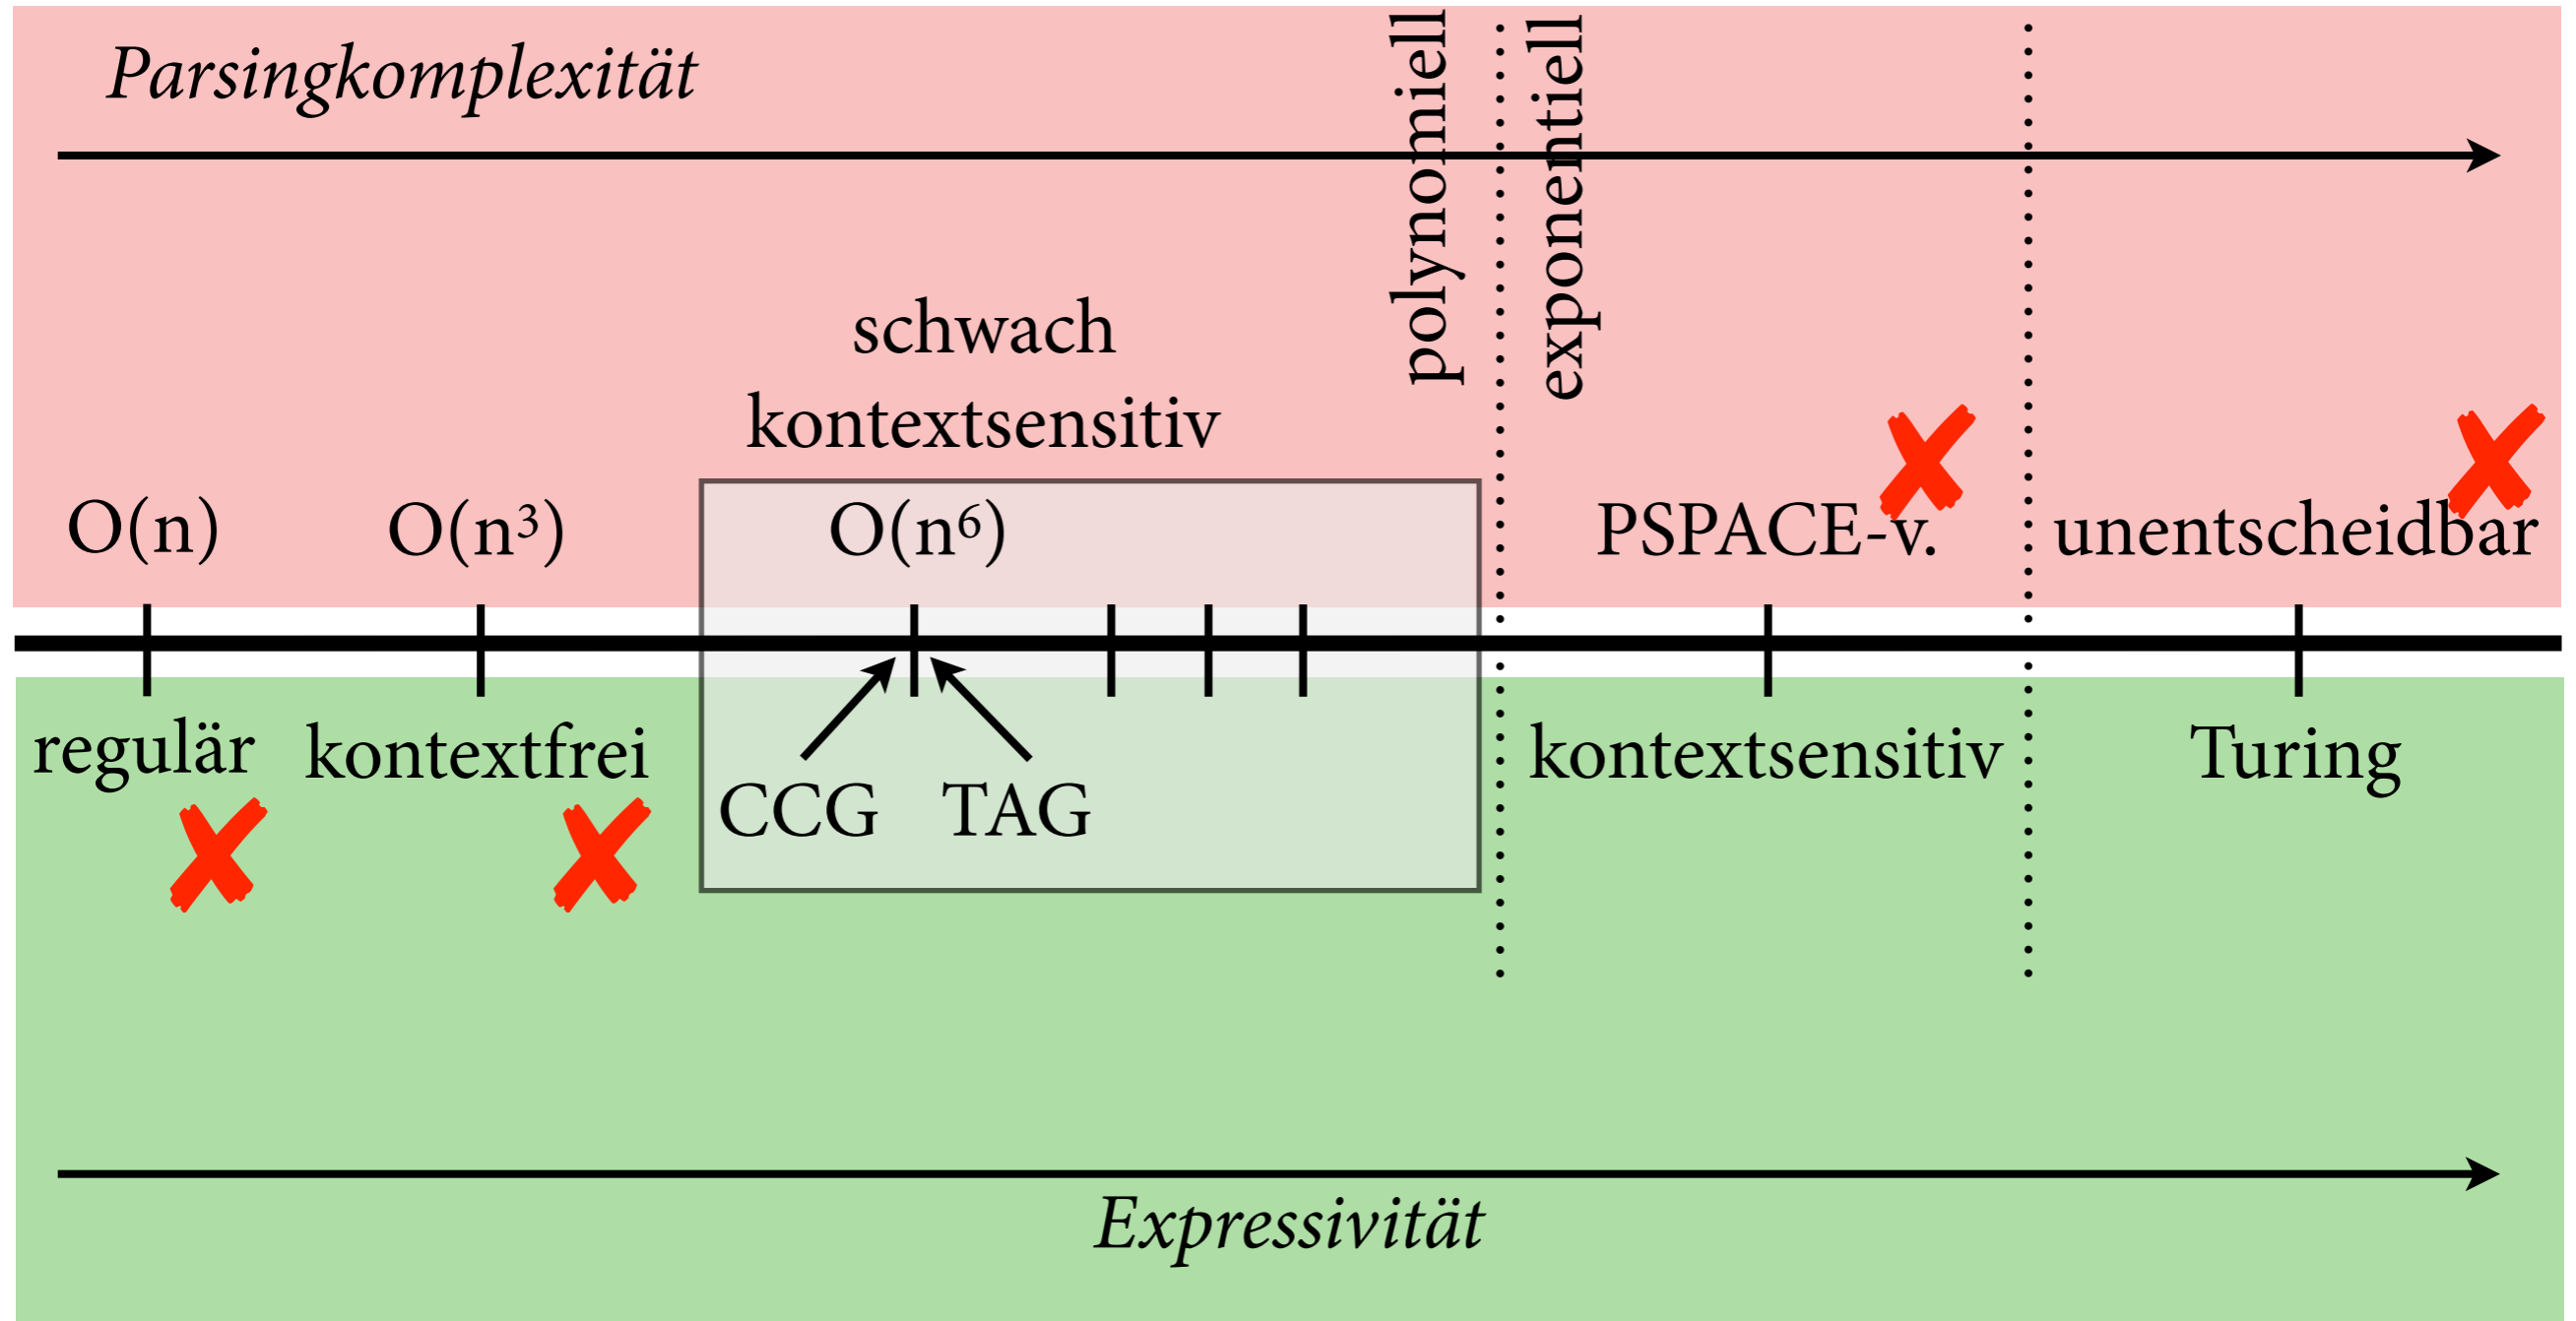 Parsingkomplexität
polynomiell
exponentiell
schwach
kontextsensitiv
O(n)
O(n³)
O(n⁶)
PSPACE-v.
unentscheidbar
regulär
kontextfrei
CCG
TAG
kontextsensitiv
Turing
Expressivität